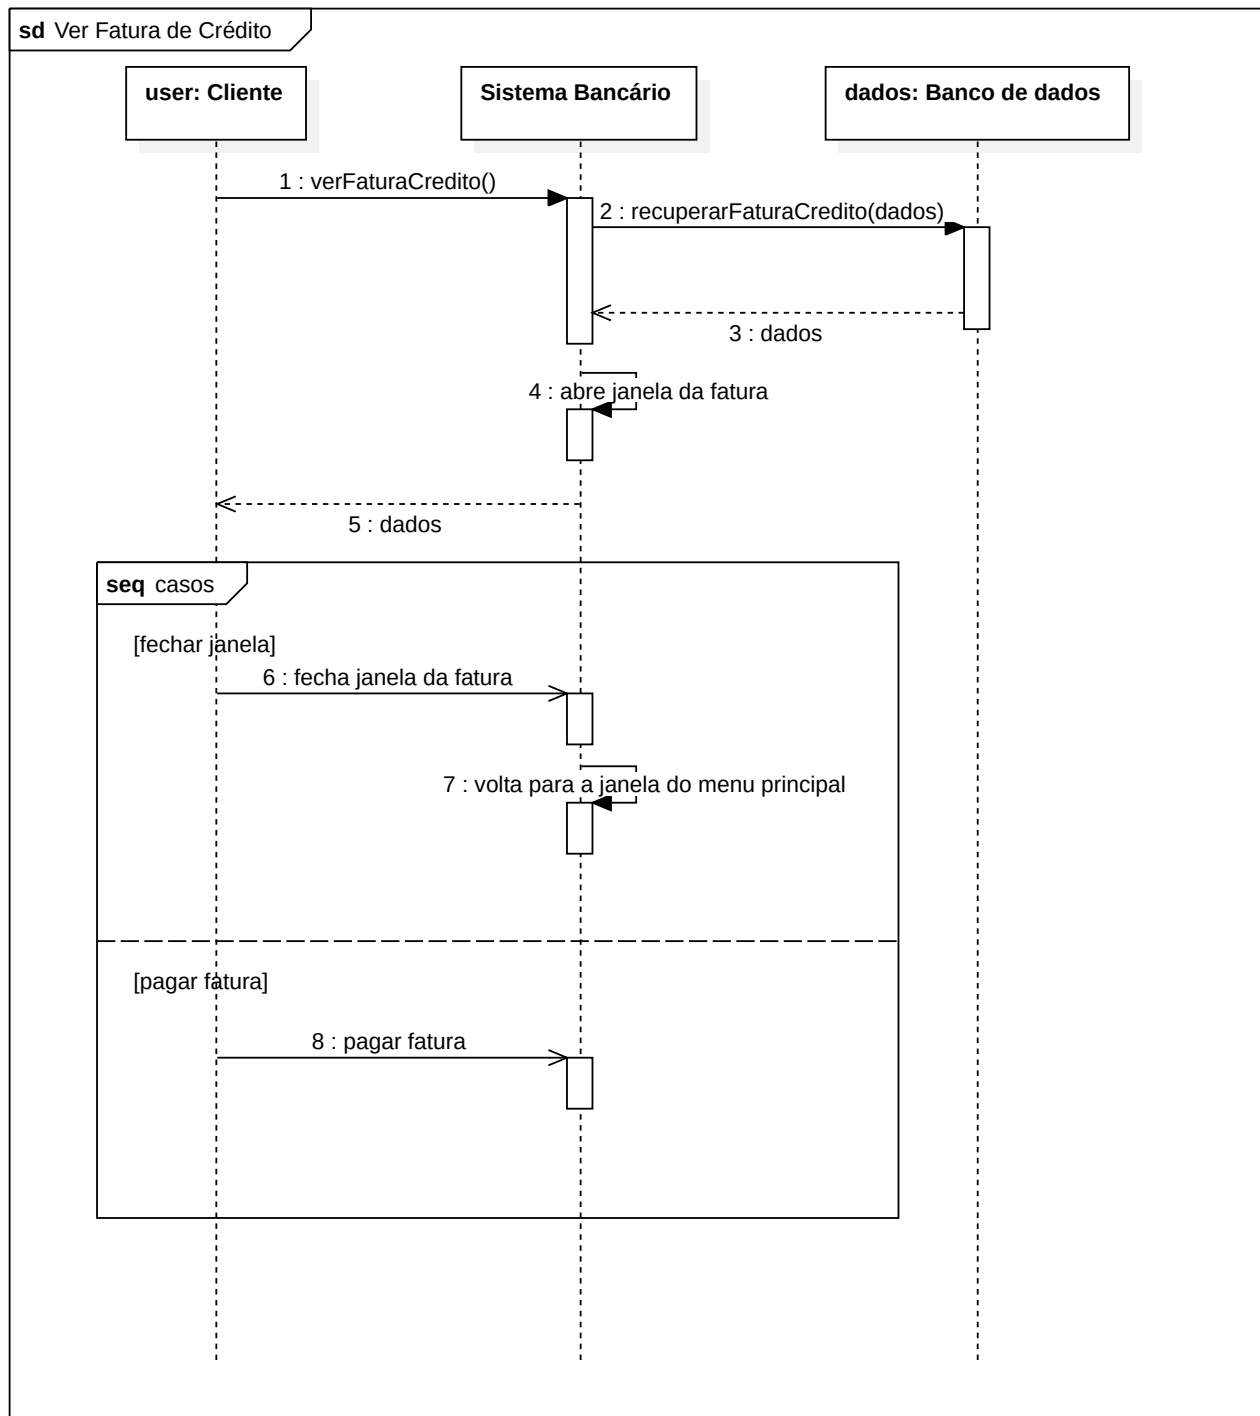 sd Ver Fatura de Crédito
user: Cliente
Sistema Bancário
dados: Banco de dados
1 : verFaturaCredito()
2 : recuperarFaturaCredito(dados)
3 : dados
4 : abre janela da fatura
5 : dados
seq casos
[fechar janela]
6 : fecha janela da fatura
7 : volta para a janela do menu principal
[pagar fatura]
8 : pagar fatura